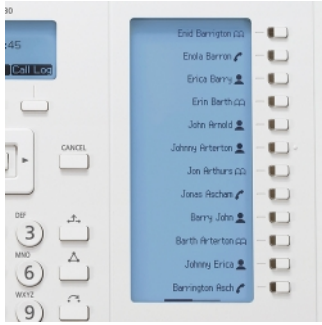 30
:45
Call Log
CANCEL
DEF
3
MNO
6
WXYZ
9
Enid Barrington
Enola Barron
Erica Barry
Erin Barth
John Arnold
Johnny Arterton
Jon Arthurs
Jonas Ascham
Barry John
Barth Arterton
Johnny Erica
Barrington Asch